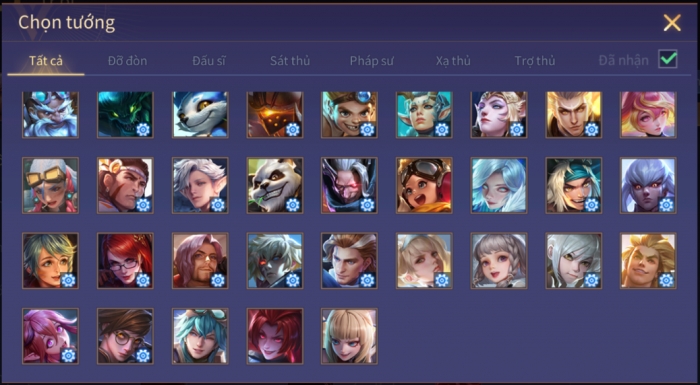 Chọn tướng
Tất cả Đỡ đòn Đấu sĩ Sát thủ Pháp sư Xạ thủ Trợ thủ Đã nhận